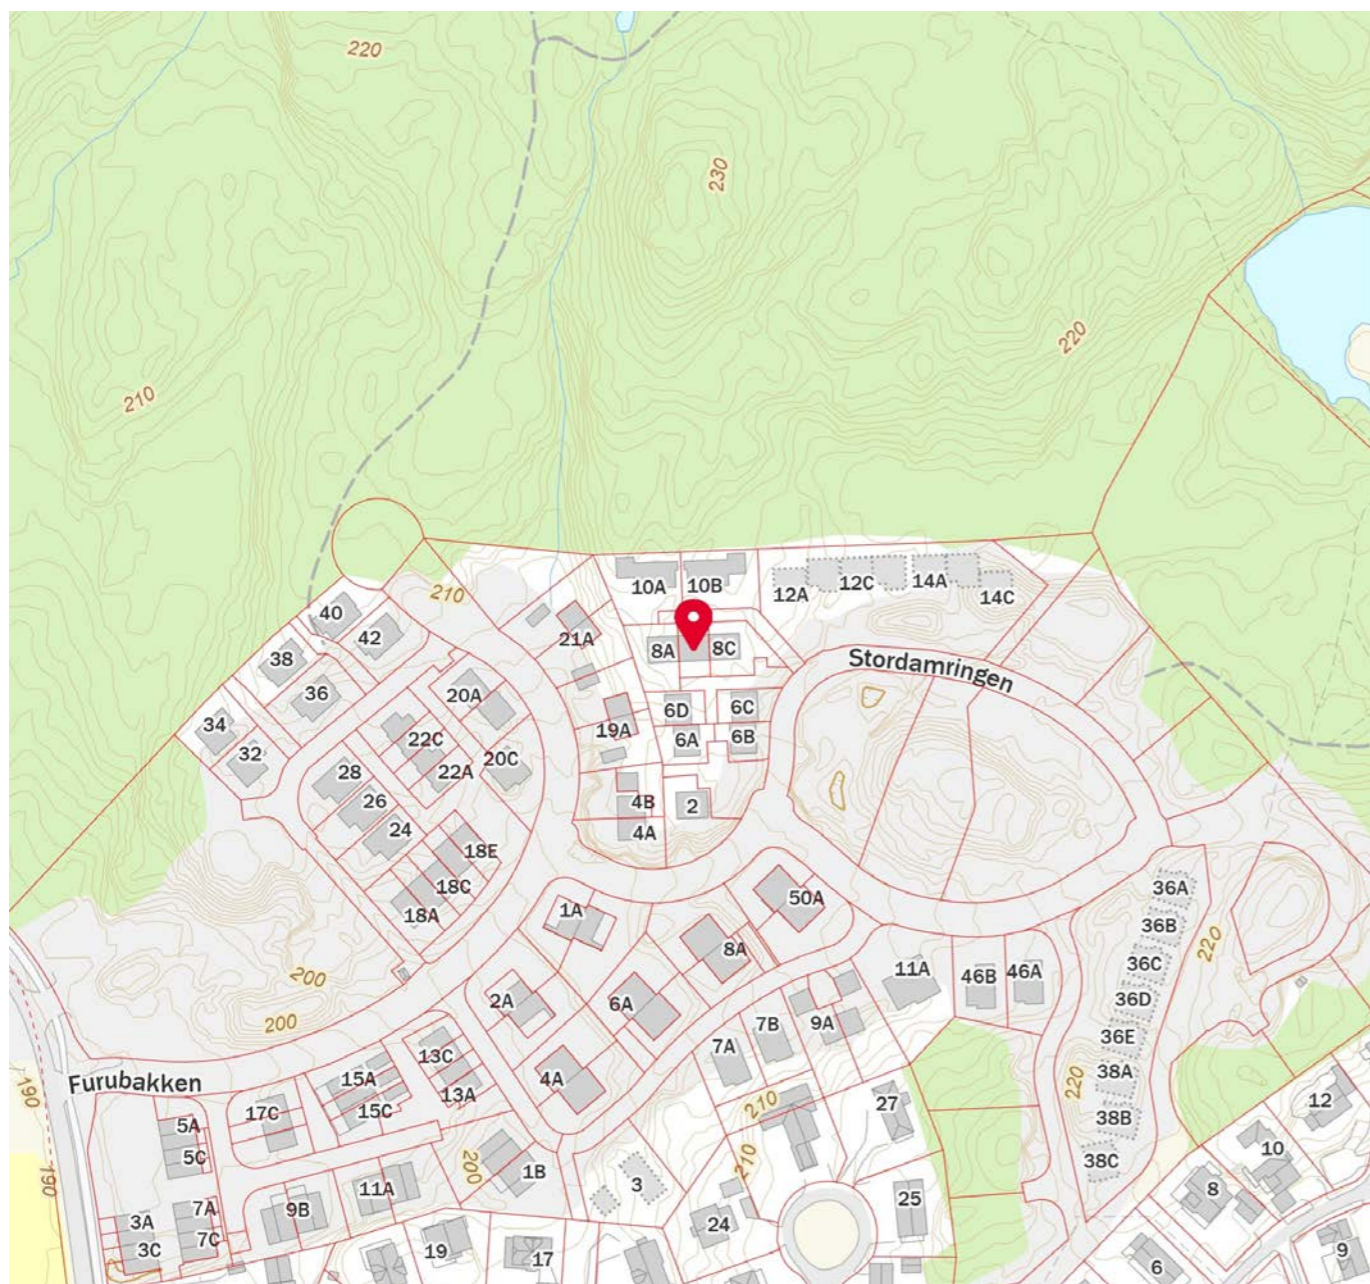 220
230
220
210
210
10A
10B
12A
12C
14A
14C
40
42
21A
8A
8C
38
36
Stordamringen
34
32
20A
6D
6C
19A
6A
6B
22C
20C
22A
28
26
24
4B
2
4A
18E
18C
18A
50A
36A
1A
36B
220
8A
11A
46B
46A
36C
200
2A
6A
36D
200
7B
9A
36E
7A
13C
Furubakken
15A
4A
13A
38A
190
15C
17C
210
220
27
38B
12
5A
5C
200
1B
210
38C
10
190
11A
3
8
7A
9B
25
3A
24
7C
3C
19
17
6
9